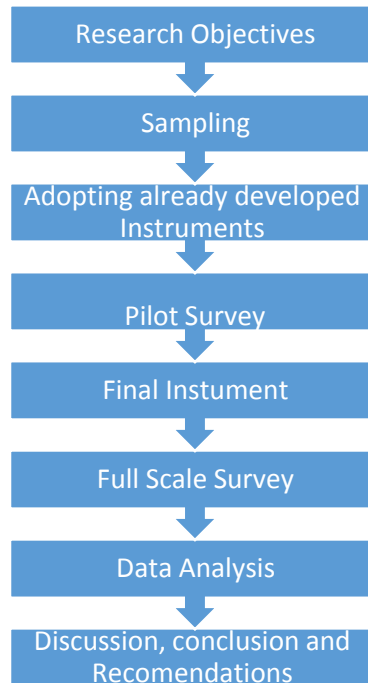 Research Objectives
Sampling
Adopting already developed
Instruments
Pilot Survey
Final Instument
Full Scale Survey
Data Analysis
Discussion, conclusion and
Recomendations